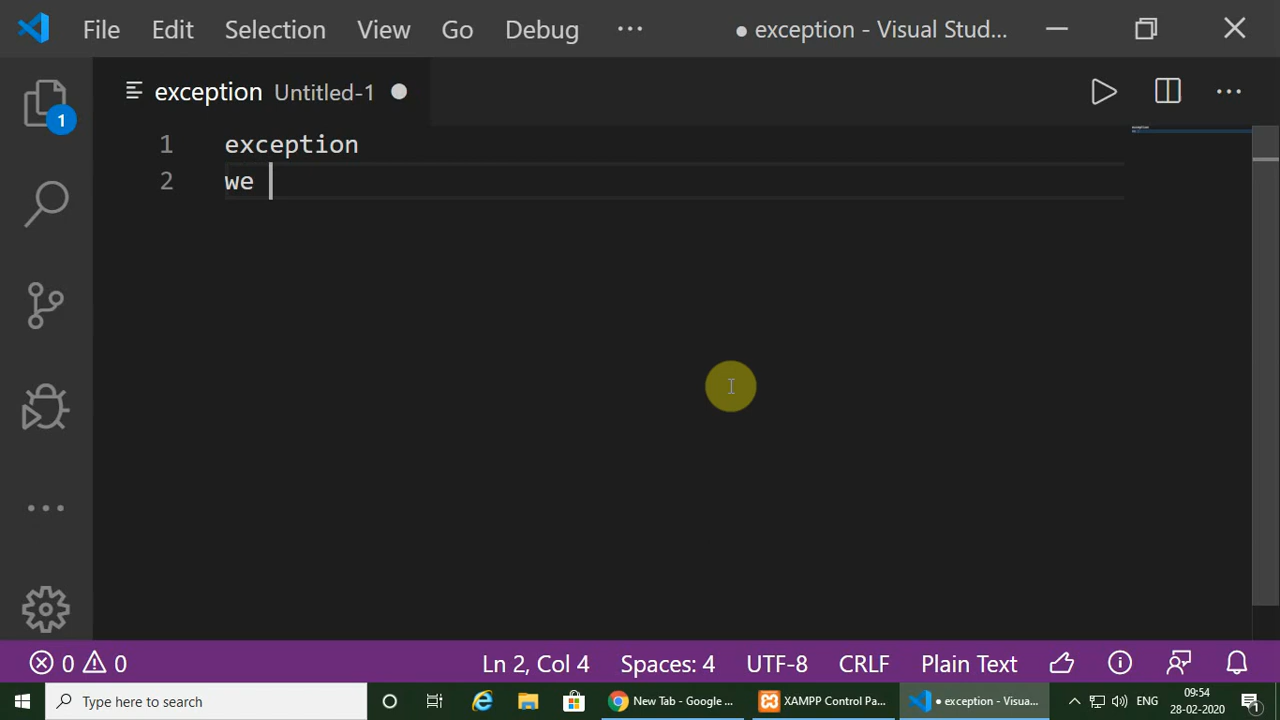 File Edit Selection View Go Debug ··· ● exception - Visual Stud...
exception Untitled-1
1 exception
2 we
1
0 0 Ln 2, Col 4 Spaces: 4 UTF-8 CRLF Plain Text
Type here to search
New Tab - Google ...
XAMPP Control Pa...
● exception - Visua...
ENG
09:54
28-02-2020
1